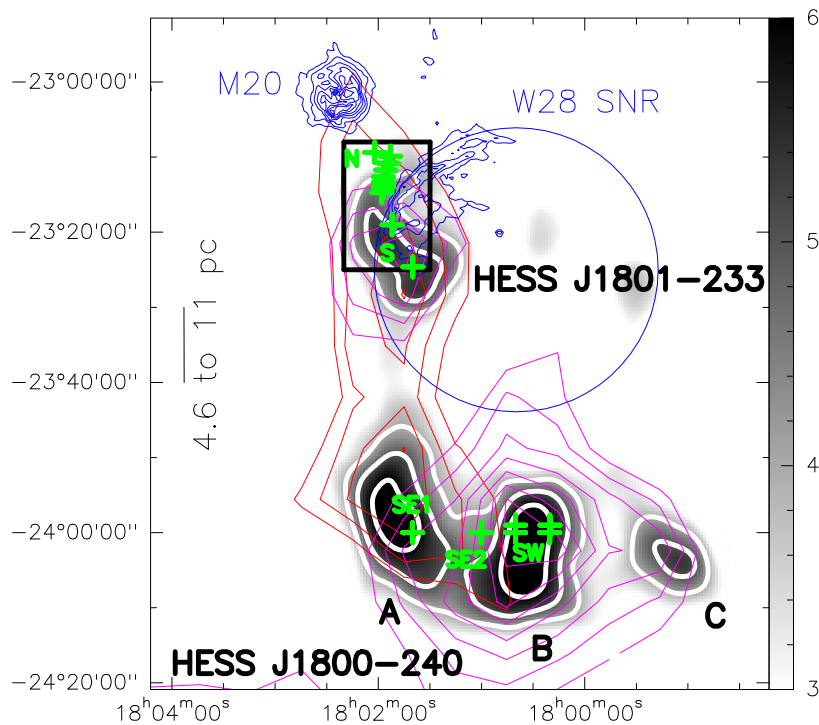 6
−23°00'00''
M20
W28 SNR
N
−23°20'00''
S
5
HESS J1801−233
4.6 to 11 pc
−23°40'00''
4
SE1
−24°00'00''
SE2
SW
A
B
C
HESS J1800−240
−24°20'00''
3
18ʰ04ᵐ00ˢ
18ʰ02ᵐ00ˢ
18ʰ00ᵐ00ˢ